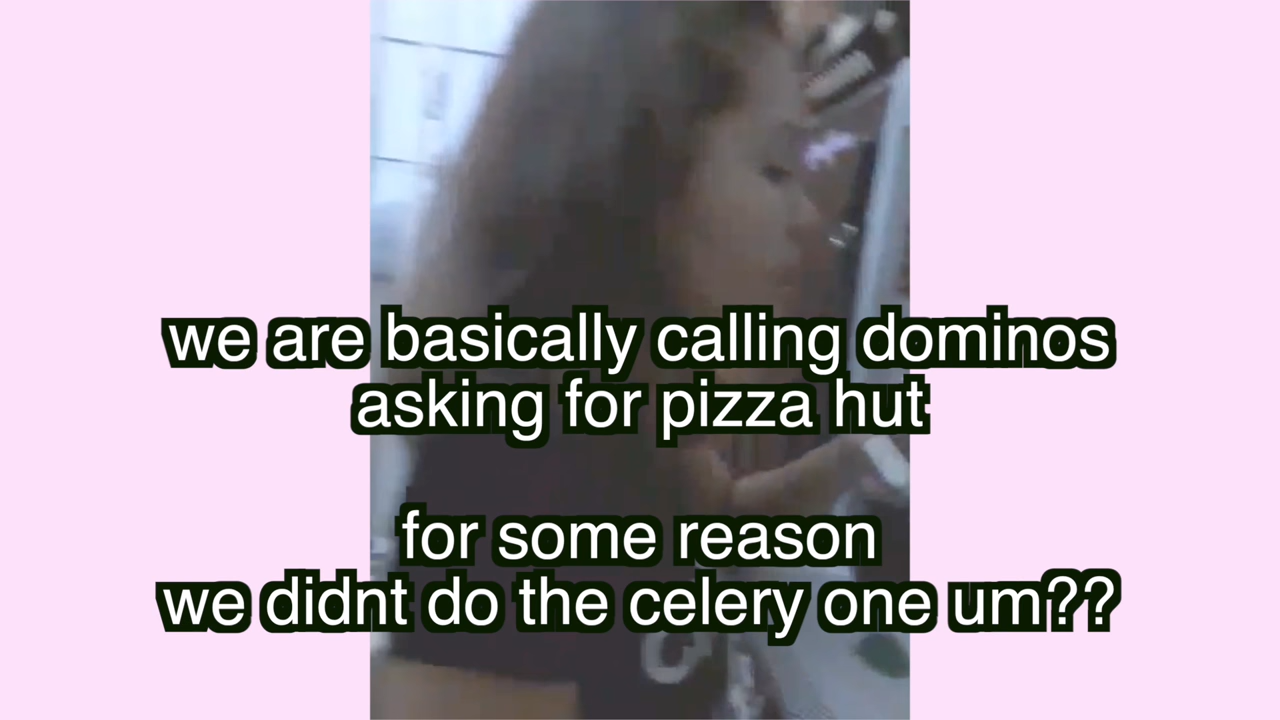 we are basically calling dominos
asking for pizza hut
for some reason
we didnt do the celery one um??